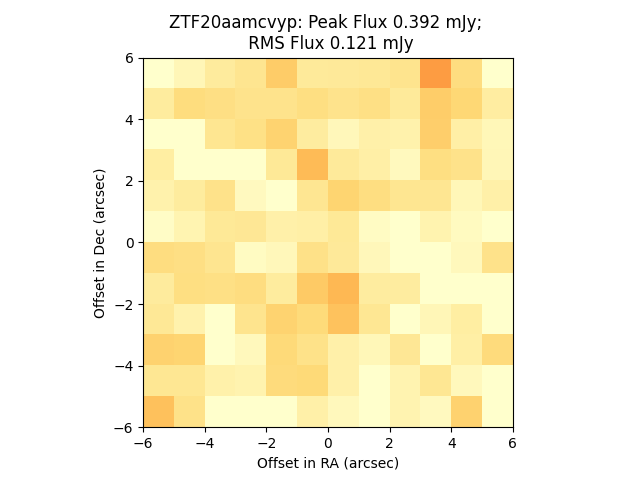 ZTF20aamcvyp: Peak Flux 0.392 mJy;
RMS Flux 0.121 mJy
6
4
2
0
−2
−4
−6
Offset in Dec (arcsec)
−6 −4 −2 0 2 4 6
Offset in RA (arcsec)